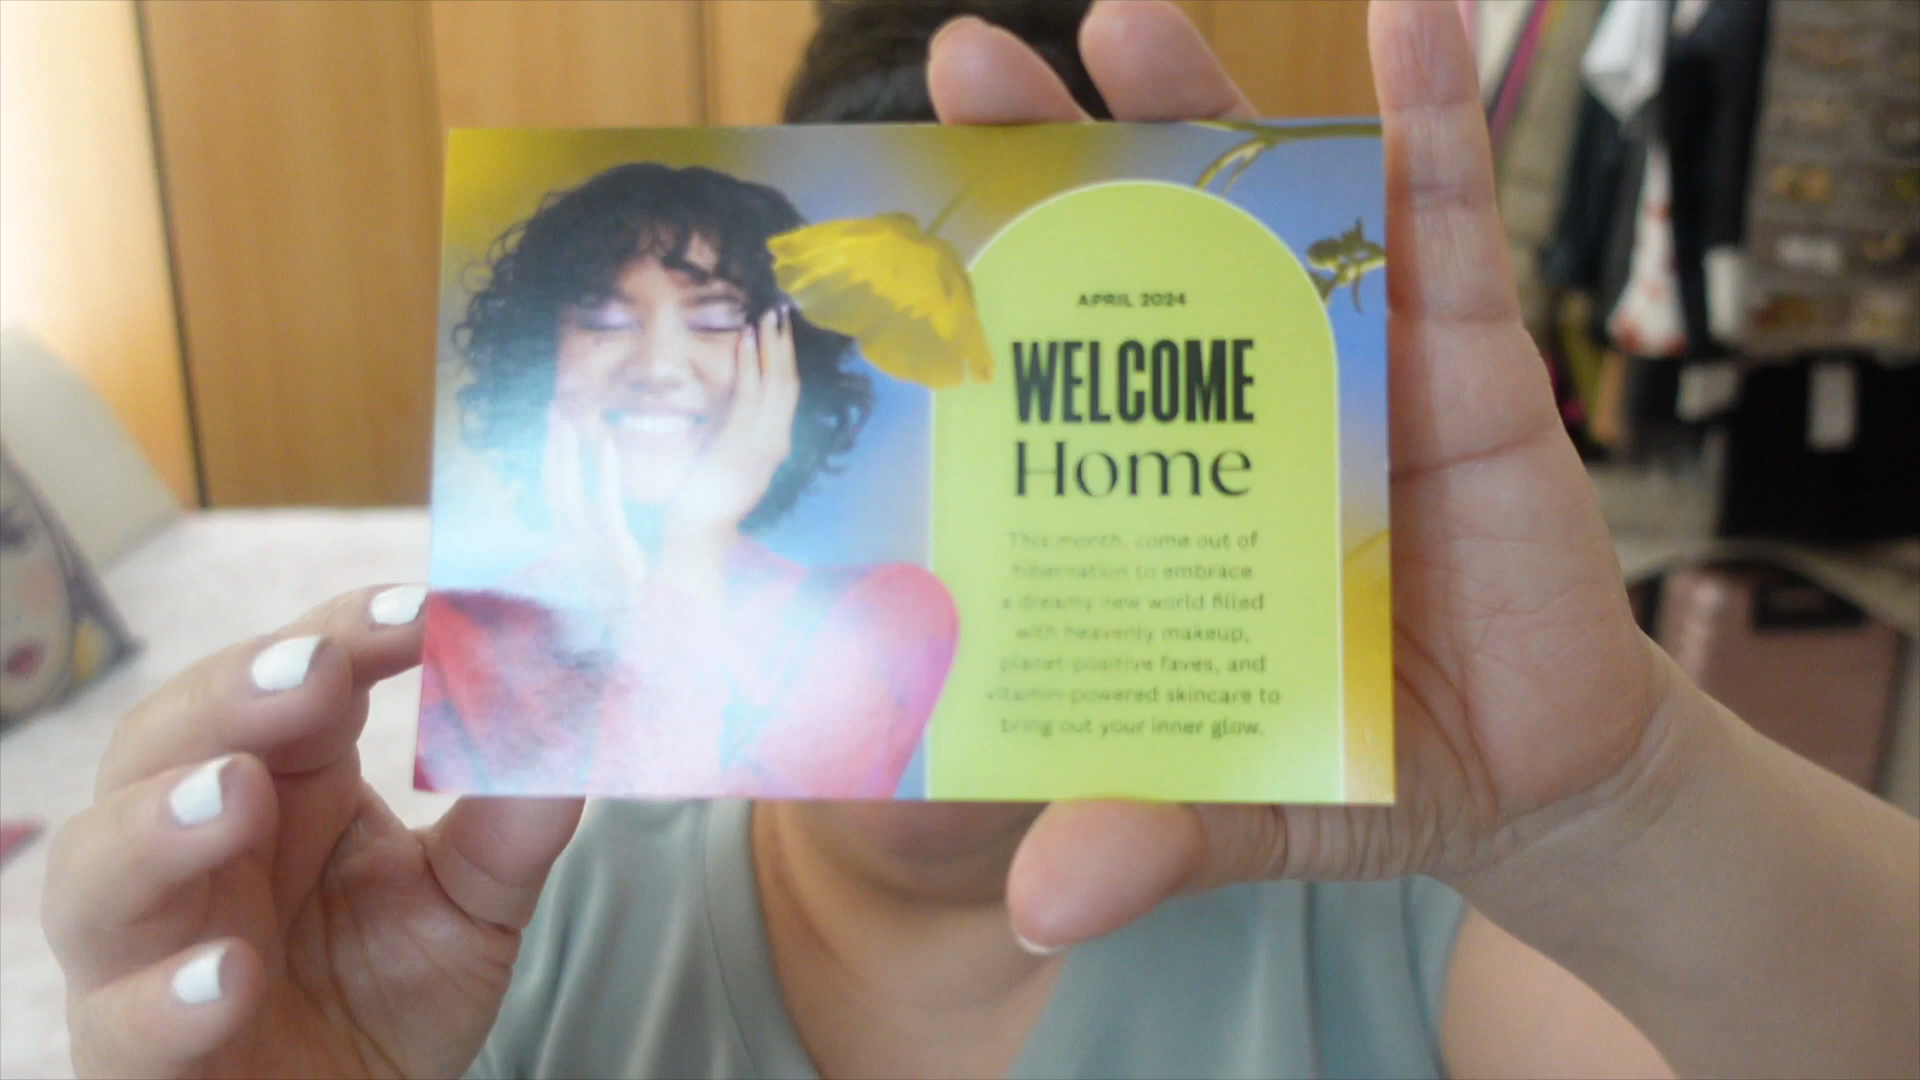 APRIL 2024
WELCOME
Home
This month, come out of
hibernation to embrace
a dreamy new world filled
with heavenly makeup,
planet-positive faves, and
vitamin-powered skincare to
bring out your inner glow.